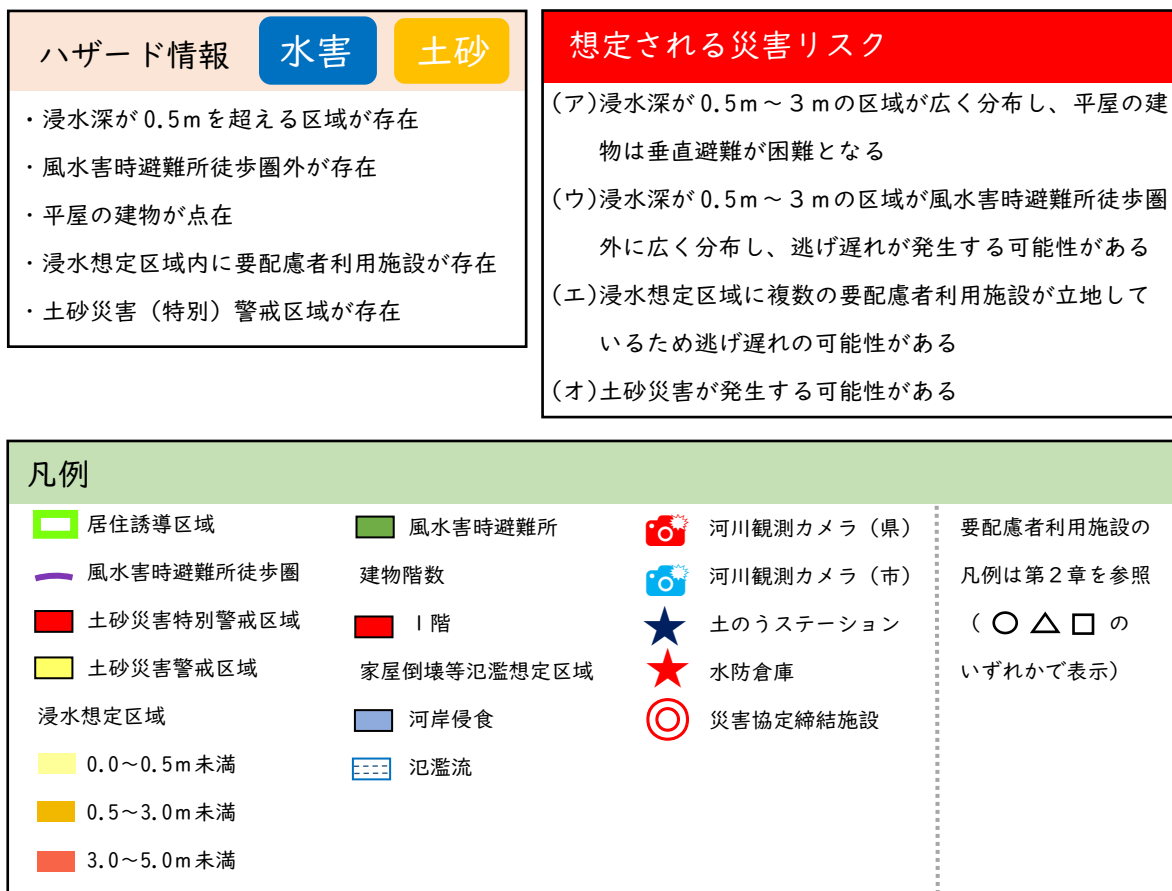 ハザード情報 水害 土砂
・浸水深が0.5mを超える区域が存在
・風水害時避難所徒歩圏外が存在
・平屋の建物が点在
・浸水想定区域内に要配慮者利用施設が存在
・土砂災害（特別）警戒区域が存在
想定される災害リスク
(ア)浸水深が0.5m～3mの区域が広く分布し、平屋の建
物は垂直避難が困難となる
(ウ)浸水深が0.5m～3mの区域が風水害時避難所徒歩圏
外に広く分布し、逃げ遅れが発生する可能性がある
(エ)浸水想定区域に複数の要配慮者利用施設が立地して
いるため逃げ遅れの可能性がある
(オ)土砂災害が発生する可能性がある
凡例
居住誘導区域
風水害時避難所徒歩圏
土砂災害特別警戒区域
土砂災害警戒区域
浸水想定区域
0.0～0.5m未満
0.5～3.0m未満
3.0～5.0m未満
風水害時避難所
建物階数
1階
家屋倒壊等氾濫想定区域
河岸侵食
氾濫流
河川観測カメラ（県）
河川観測カメラ（市）
土のうステーション
水防倉庫
災害協定締結施設
要配慮者利用施設の
凡例は第2章を参照
（ ○ △ □ の
いずれかで表示）